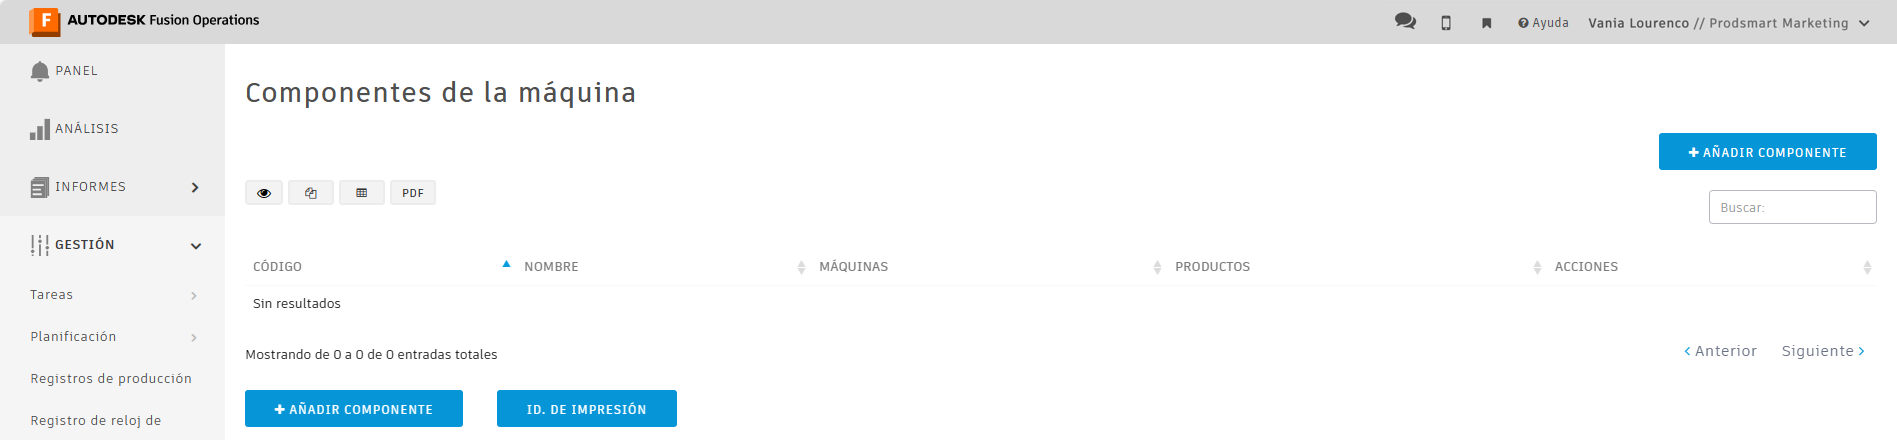 F AUTODESK Fusion Operations
Ayuda
Vania Lourenco // Prodsmart Marketing
PANEL
ANÁLISIS
INFORMES
GESTIÓN
Tareas
Planificación
Registros de producción
Registro de reloj de
Componentes de la máquina
+ AÑADIR COMPONENTE
PDF
Buscar:
CÓDIGO NOMBRE MÁQUINAS PRODUCTOS ACCIONES
Sin resultados
Mostrando de 0 a 0 de 0 entradas totales
‹ Anterior Siguiente ›
+ AÑADIR COMPONENTE ID. DE IMPRESIÓN